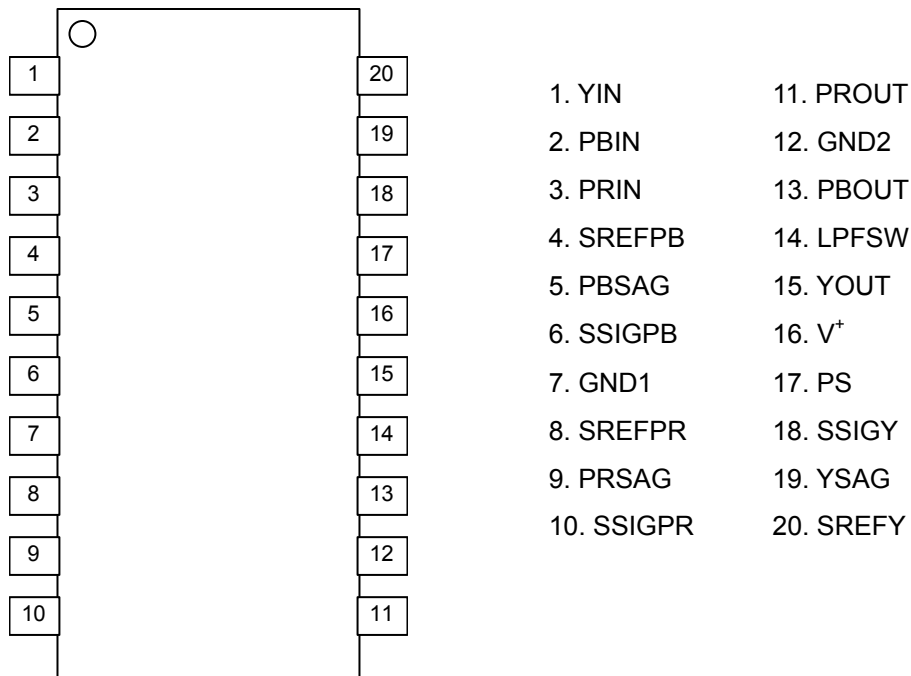 1
2
3
4
5
6
7
8
9
10
20
19
18
17
16
15
14
13
12
11
1. YIN
2. PBIN
3. PRIN
4. SREFPB
5. PBSAG
6. SSIGPB
7. GND1
8. SREFPR
9. PRSAG
10. SSIGPR
11. PROUT
12. GND2
13. PBOUT
14. LPFSW
15. YOUT
16. V⁺
17. PS
18. SSIGY
19. YSAG
20. SREFY